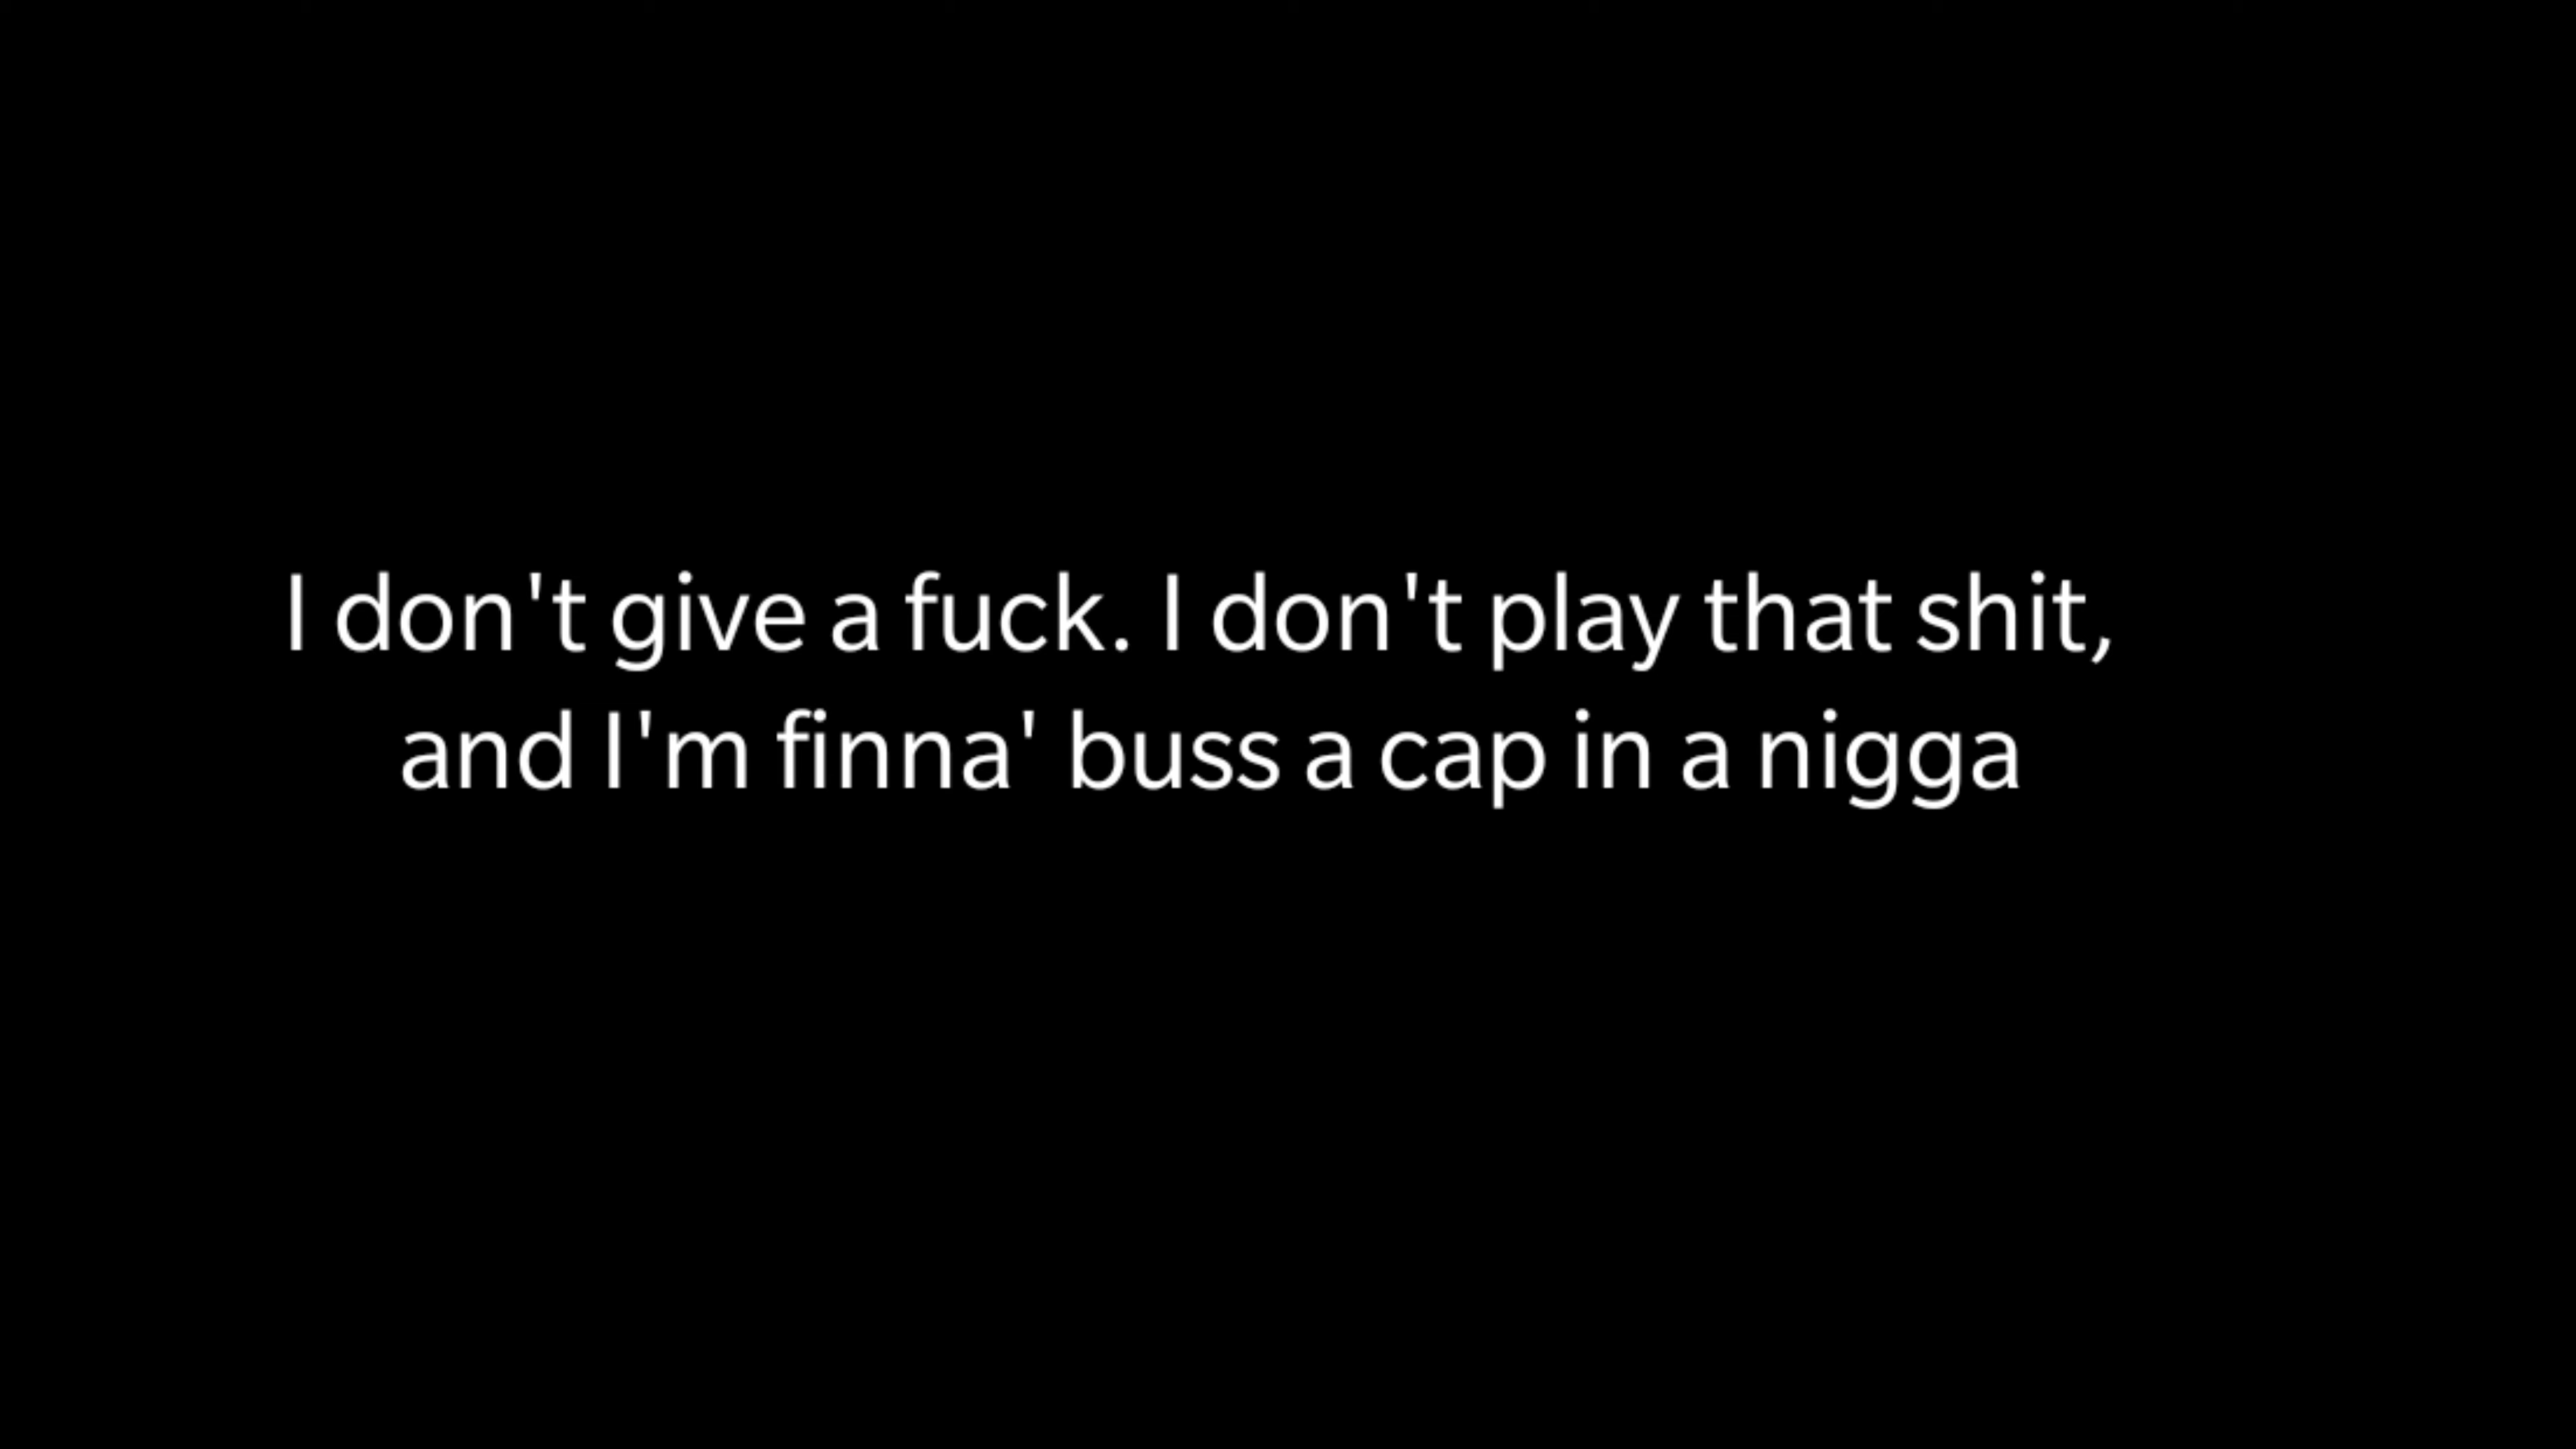 I don't give a fuck. I don't play that shit,
and I'm finna' buss a cap in a nigga